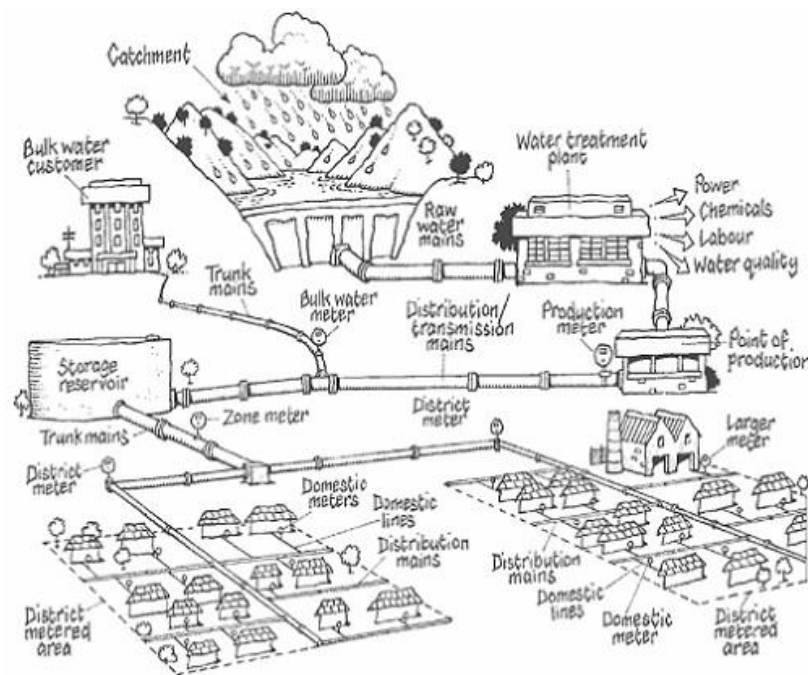 Catchment
Bulk water
customer
Water treatment
plant
Power
Chemicals
Labour
Water quality
Raw
water
mains
Trunk
mains
Bulk water
meter
Distribution
transmission
mains
Production
meter
Point of
production
Storage
reservoir
Zone meter
District
meter
Larger
meter
Trunk mains
District
meter
Domestic
meters
Domestic
lines
Distribution
mains
Distribution
mains
Domestic
lines
Domestic
meter
District
metered
area
District
metered area